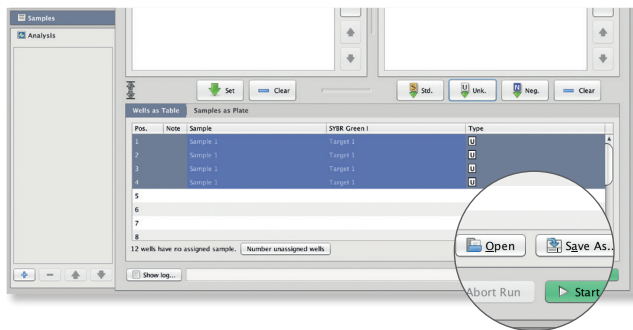 Samples
Analysis
Set
Clear
S Std.
U Unk.
N Neg.
Clear
Wells as Table
Samples as Plate
Pos. Note Sample SYBR Green I Type
1 Sample 1 Target 1 U
2 Sample 1 Target 1 U
3 Sample 1 Target 1 U
4 Sample 1 Target 1 U
5
6
7
8
12 wells have no assigned sample. Number unassigned wells
Open
Save As..
Show log...
Abort Run
Start